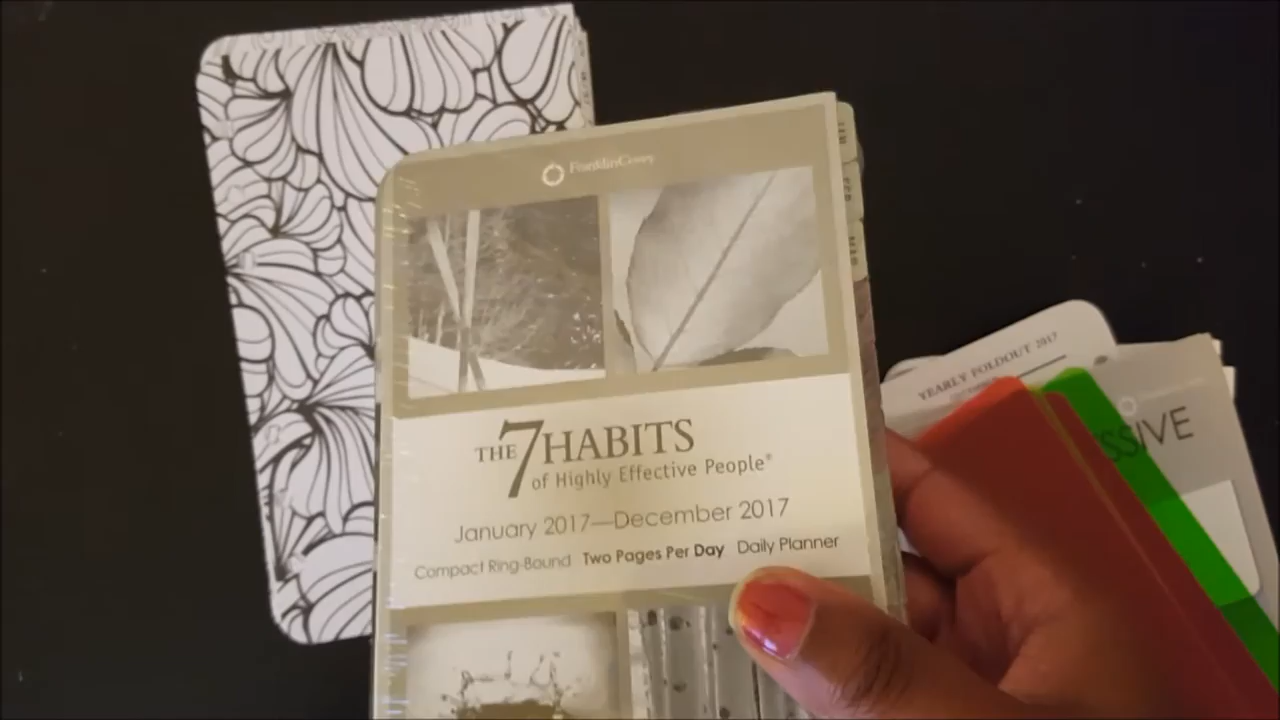 FranklinCovey
THE 7 HABITS
of Highly Effective People®
January 2017—December 2017
Compact Ring-Bound Two Pages Per Day Daily Planner
YEARLY FOLDOUT 2017
SSIVE